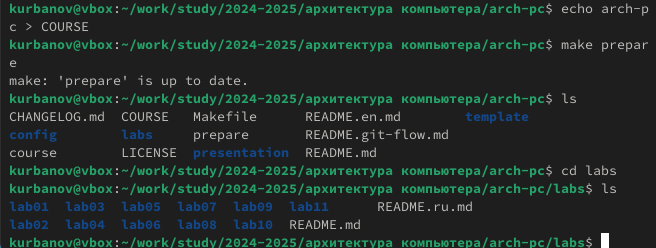 kurbanov@vbox:~/work/study/2024-2025/архитектура компьютера/arch-pc$ echo arch-p
c > COURSE
kurbanov@vbox:~/work/study/2024-2025/архитектура компьютера/arch-pc$ make prepar
e
make: 'prepare' is up to date.
kurbanov@vbox:~/work/study/2024-2025/архитектура компьютера/arch-pc$ ls
CHANGELOG.md  COURSE   Makefile      README.en.md        template
config        labs     prepare       README.git-flow.md
course        LICENSE  presentation  README.md
kurbanov@vbox:~/work/study/2024-2025/архитектура компьютера/arch-pc$ cd labs
kurbanov@vbox:~/work/study/2024-2025/архитектура компьютера/arch-pc/labs$ ls
lab01  lab03  lab05  lab07  lab09  lab11      README.ru.md
lab02  lab04  lab06  lab08  lab10  README.md
kurbanov@vbox:~/work/study/2024-2025/архитектура компьютера/arch-pc/labs$